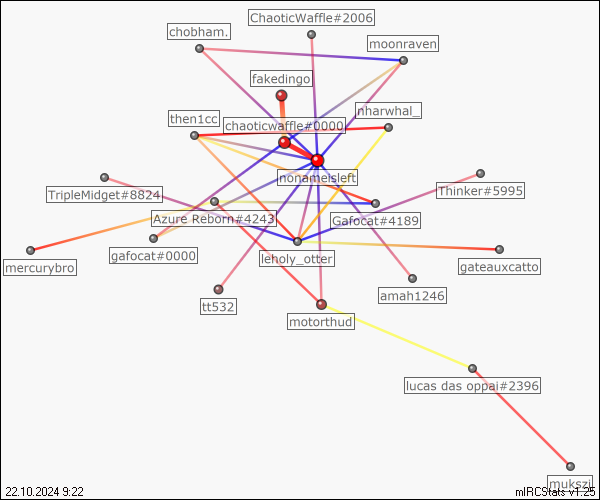 ChaoticWaffle#2006
chobham.
moonraven
fakedingo
nharwhal_
then1cc
chaoticwaffle#0000
nonameisleft
TripleMidget#8824
Thinker#5995
Azure Reborn#4243
Gafocat#4189
gafocat#0000
leholy_otter
mercurybro
gateauxcatto
amah1246
tt532
motorthud
lucas das oppai#2396
mukszi
22.10.2024 9:22
mIRCStats v1.25